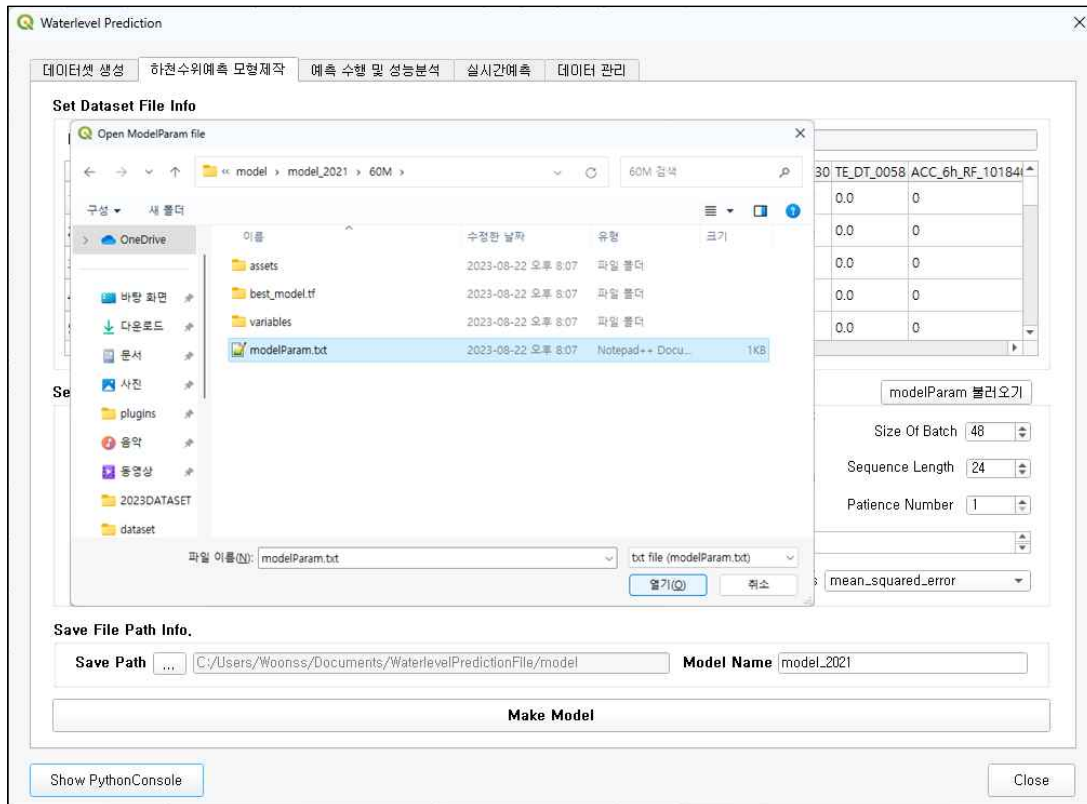 Waterlevel Prediction
데이터셋 생성 하천수위예측 모형제작 예측 수행 및 성능분석 실시간예측 데이터 관리
Set Dataset File Info
Open ModelParam file
« model › model_2021 › 60M ›
60M 검색
30 TE_DT_0058 ACC_6h_RF_101840
구성 새 폴더
0.0 0
이름 수정한 날짜 유형 크기
OneDrive
0.0 0
assets 2023-08-22 오후 8:07 파일 폴더
0.0 0
바탕 화면
best_model.tf 2023-08-22 오후 8:07 파일 폴더
0.0 0
다운로드
variables 2023-08-22 오후 8:07 파일 폴더
0.0 0
문서
modelParam.txt 2023-08-22 오후 8:07 Notepad++ Docu... 1KB
사진
Se
modelParam 불러오기
plugins
Size Of Batch 48
음악
Sequence Length 24
동영상
2023DATASET
Patience Number 1
dataset
파일 이름(N): modelParam.txt txt file (modelParam.txt)
열기(O) 취소
s mean_squared_error
Save File Path Info.
Save Path ... C:/Users/Woonss/Documents/WaterlevelPredictionFile/model Model Name model_2021
Make Model
Show PythonConsole Close